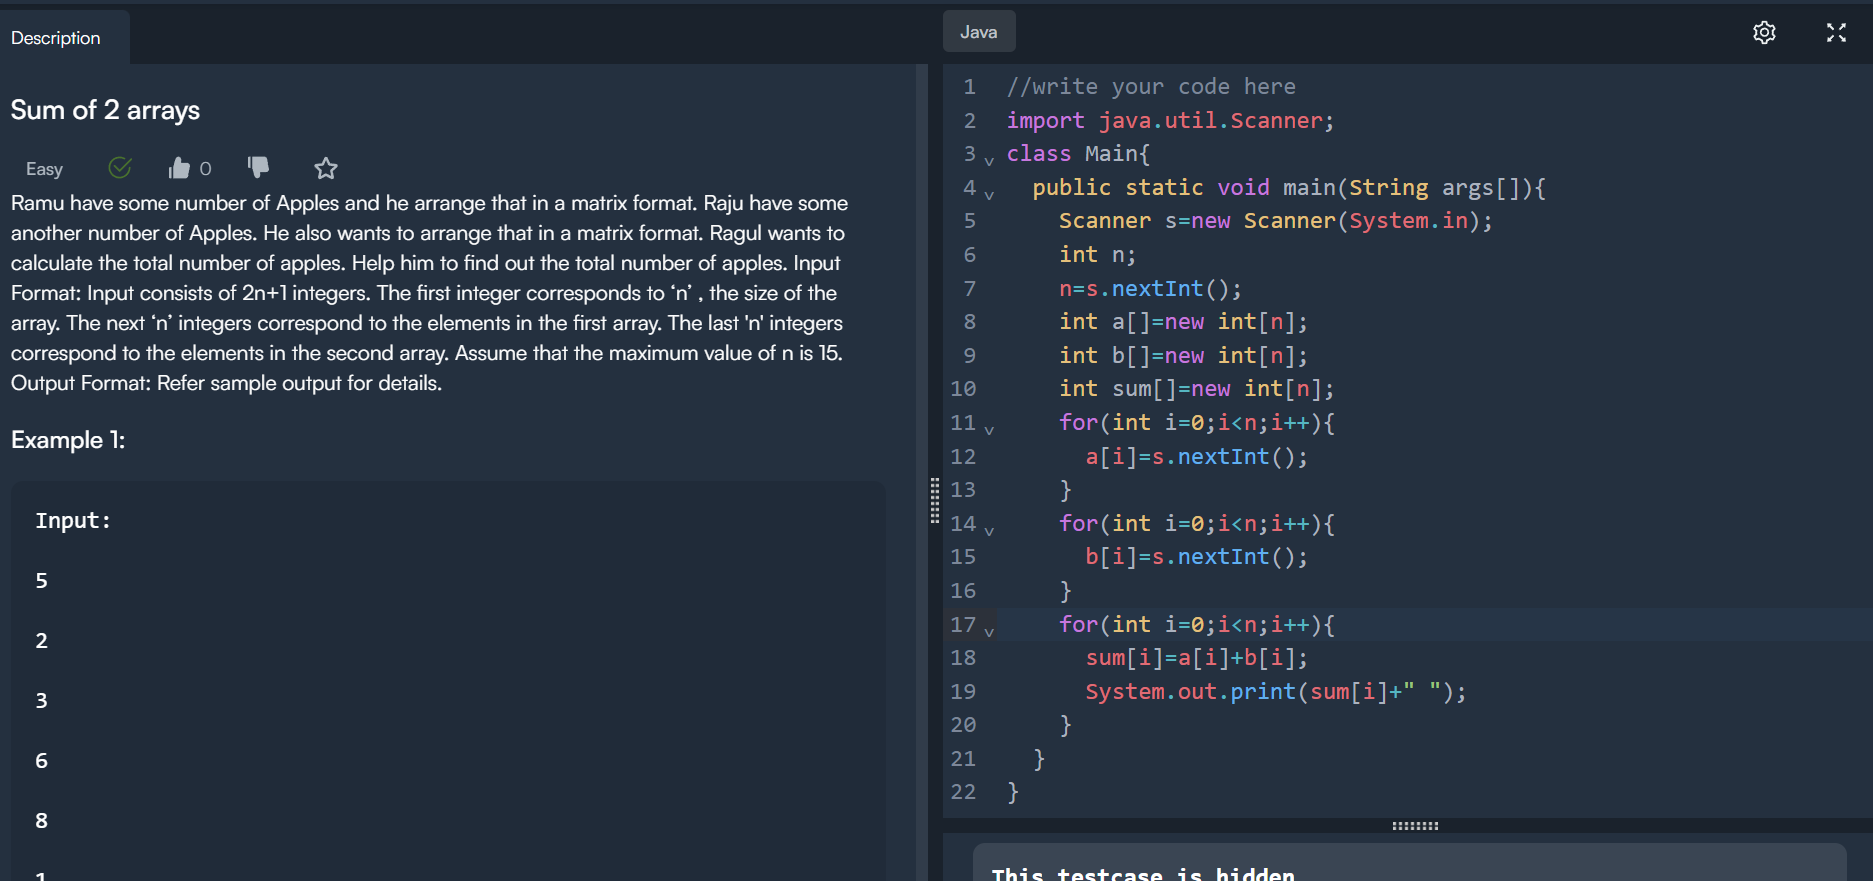 Description
Sum of 2 arrays
Easy 0
Ramu have some number of Apples and he arrange that in a matrix format. Raju have some
another number of Apples. He also wants to arrange that in a matrix format. Ragul wants to
calculate the total number of apples. Help him to find out the total number of apples. Input
Format: Input consists of 2n+1 integers. The first integer corresponds to ‘n’ , the size of the
array. The next ‘n’ integers correspond to the elements in the first array. The last 'n' integers
correspond to the elements in the second array. Assume that the maximum value of n is 15.
Output Format: Refer sample output for details.
Example 1:
Input:
5
2
3
6
8
1
Java
1 //write your code here
2 import java.util.Scanner;
3 class Main{
4 public static void main(String args[]){
5 Scanner s=new Scanner(System.in);
6 int n;
7 n=s.nextInt();
8 int a[]=new int[n];
9 int b[]=new int[n];
10 int sum[]=new int[n];
11 for(int i=0;i<n;i++){
12 a[i]=s.nextInt();
13 }
14 for(int i=0;i<n;i++){
15 b[i]=s.nextInt();
16 }
17 for(int i=0;i<n;i++){
18 sum[i]=a[i]+b[i];
19 System.out.print(sum[i]+" ");
20 }
21 }
22 }
This testcase is hidden